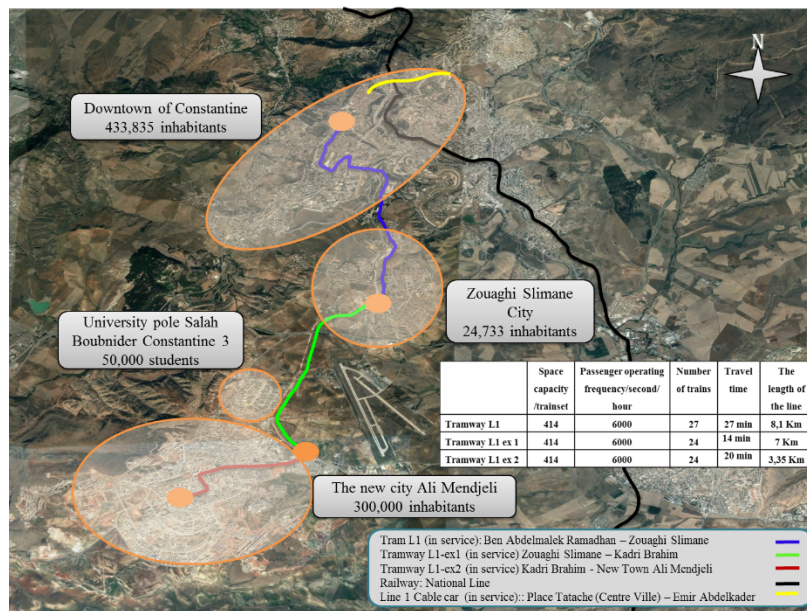 N
Downtown of Constantine
433,835 inhabitants
Zouaghi Slimane
City
24,733 inhabitants
University pole Salah
Boubnider Constantine 3
50,000 students
Space
capacity
/trainset
Passenger operating
frequency/second/
hour
Number
of trains
Travel
time
The
length of
the line
Tramway L1 414 6000 27 27 min 8,1 Km
Tramway L1 ex 1 414 6000 24 14 min 7 Km
Tramway L1 ex 2 414 6000 24 20 min 3,35 Km
The new city Ali Mendjeli
300,000 inhabitants
Tram L1 (in service): Ben Abdelmalek Ramadhan – Zouaghi Slimane
Tramway L1-ex1 (in service) Zouaghi Slimane – Kadri Brahim
Tramway L1-ex2 (in service) Kadri Brahim - New Town Ali Mendjeli
Railway: National Line
Line 1 Cable car (in service):: Place Tatache (Centre Ville) – Emir Abdelkader